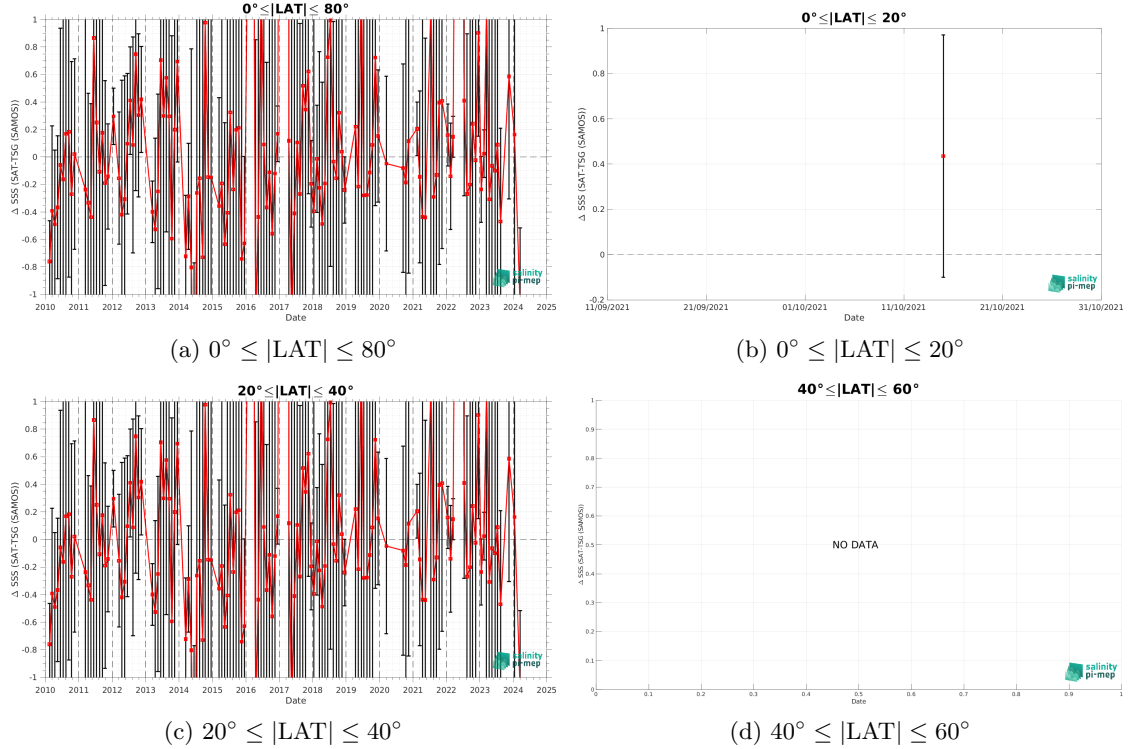 0°≤|LAT|≤ 80°
Δ SSS (SAT-TSG (SAMOS))
1
0.8
0.6
0.4
0.2
0
-0.2
-0.4
-0.6
-0.8
-1
2010 2011 2012 2013 2014 2015 2016 2017 2018 2019 2020 2021 2022 2023 2024 2025
Date
salinity
pi-mep
(a) 0° ≤ |LAT| ≤ 80°
0°≤|LAT|≤ 20°
Δ SSS (SAT-TSG (SAMOS))
1
0.8
0.6
0.4
0.2
0
-0.2
11/09/2021 21/09/2021 01/10/2021 11/10/2021 21/10/2021 31/10/2021
Date
salinity
pi-mep
(b) 0° ≤ |LAT| ≤ 20°
20°≤|LAT|≤ 40°
Δ SSS (SAT-TSG (SAMOS))
1
0.8
0.6
0.4
0.2
0
-0.2
-0.4
-0.6
-0.8
-1
2010 2011 2012 2013 2014 2015 2016 2017 2018 2019 2020 2021 2022 2023 2024 2025
Date
salinity
pi-mep
(c) 20° ≤ |LAT| ≤ 40°
40°≤|LAT|≤ 60°
Δ SSS (SAT-TSG (SAMOS))
1
0.9
0.8
0.7
0.6
0.5
0.4
0.3
0.2
0.1
0
NO DATA
0 0.1 0.2 0.3 0.4 0.5 0.6 0.7 0.8 0.9 1
Date
salinity
pi-mep
(d) 40° ≤ |LAT| ≤ 60°